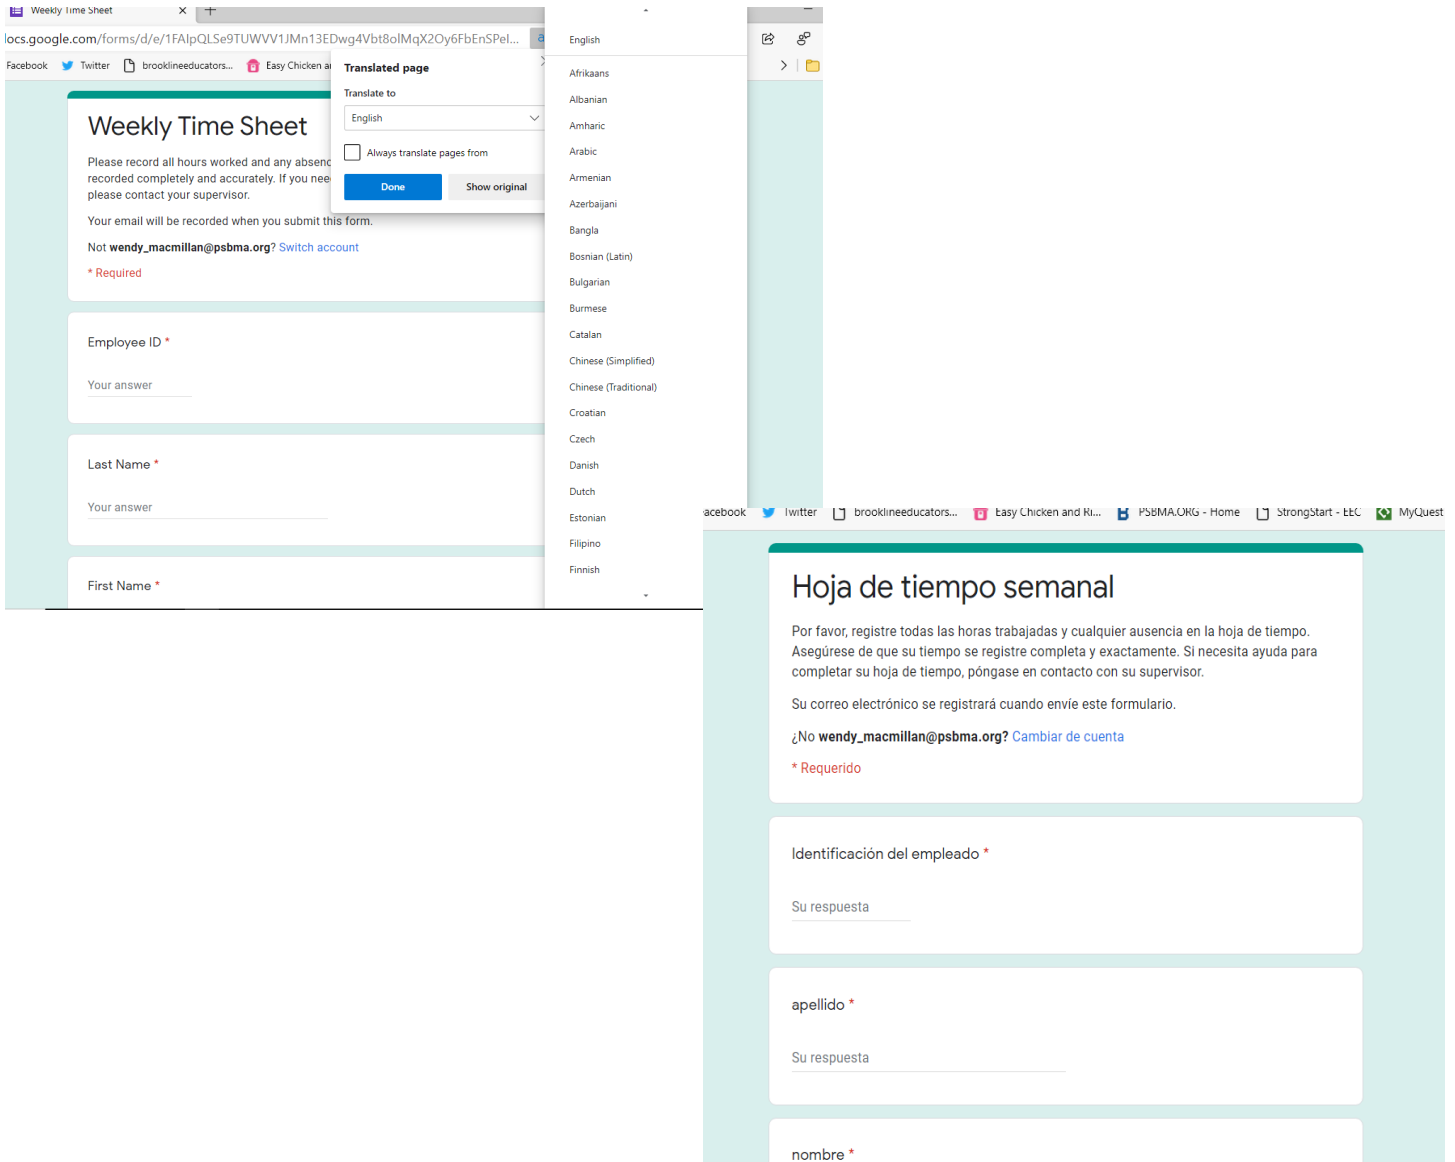 Weekly Time Sheet
docs.google.com/forms/d/e/1FAIpQLSe9TUWVV1JMn13EDwg4Vbt8olMqX2Oy6FbEnSPel...
Facebook Twitter brooklineeducators... Easy Chicken
Weekly Time Sheet
Please record all hours worked and any
recorded completely and accurately. If you
please contact your supervisor.
Your email will be recorded when you submit this form.
Not wendy_macmillan@psbma.org? Switch account
* Required
Employee ID *
Your answer
Last Name *
Your answer
First Name *
Translated page
Translate to
English
Always translate pages from
Done Show original
English
Afrikaans
Albanian
Amharic
Arabic
Armenian
Azerbaijani
Bangla
Bosnian (Latin)
Bulgarian
Burmese
Catalan
Chinese (Simplified)
Chinese (Traditional)
Croatian
Czech
Danish
Dutch
Estonian
Filipino
Finnish
acebook Twitter brooklineeducators... Easy Chicken and Ri... PSBMA.ORG - Home StrongStart - EEC MyQuest
Hoja de tiempo semanal
Por favor, registre todas las horas trabajadas y cualquier ausencia en la hoja de tiempo.
Asegúrese de que su tiempo se registre completa y exactamente. Si necesita ayuda para
completar su hoja de tiempo, póngase en contacto con su supervisor.
Su correo electrónico se registrará cuando envíe este formulario.
¿No wendy_macmillan@psbma.org? Cambiar de cuenta
* Requerido
Identificación del empleado *
Su respuesta
apellido *
Su respuesta
nombre *